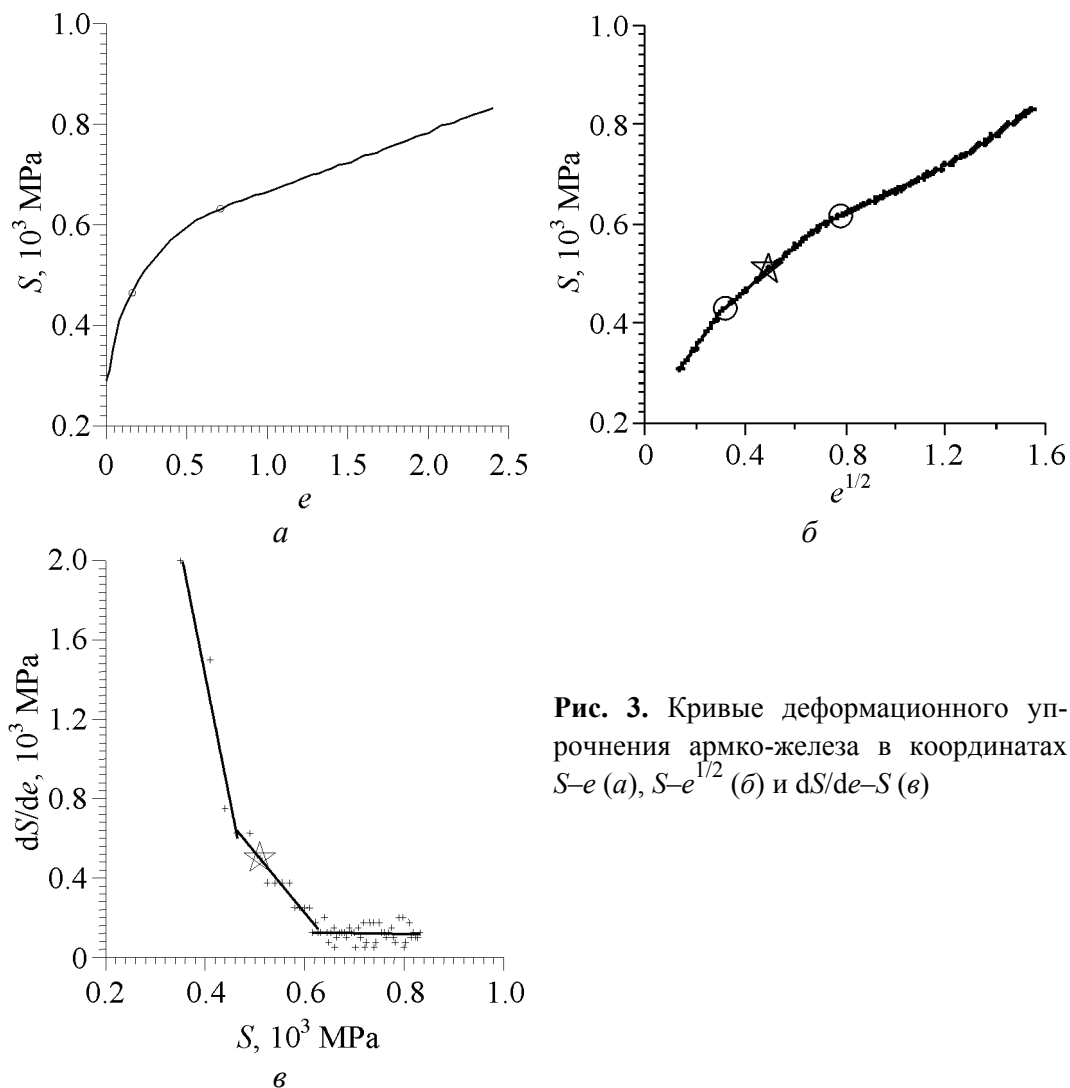 1.0
0.8
0.6
0.4
0.2
S, 10³ MPa
0 0.5 1.0 1.5 2.0 2.5
e
а
1.0
0.8
0.6
0.4
0.2
S, 10³ MPa
0 0.4 0.8 1.2 1.6
e^1/2
б
2.0
1.6
1.2
0.8
0.4
0
dS/de, 10³ MPa
0.2 0.4 0.6 0.8 1.0
S, 10³ MPa
в
Рис. 3. Кривые деформационного уп-
рочнения армко-железа в координатах
S–e (а), S–e^1/2 (б) и dS/de–S (в)